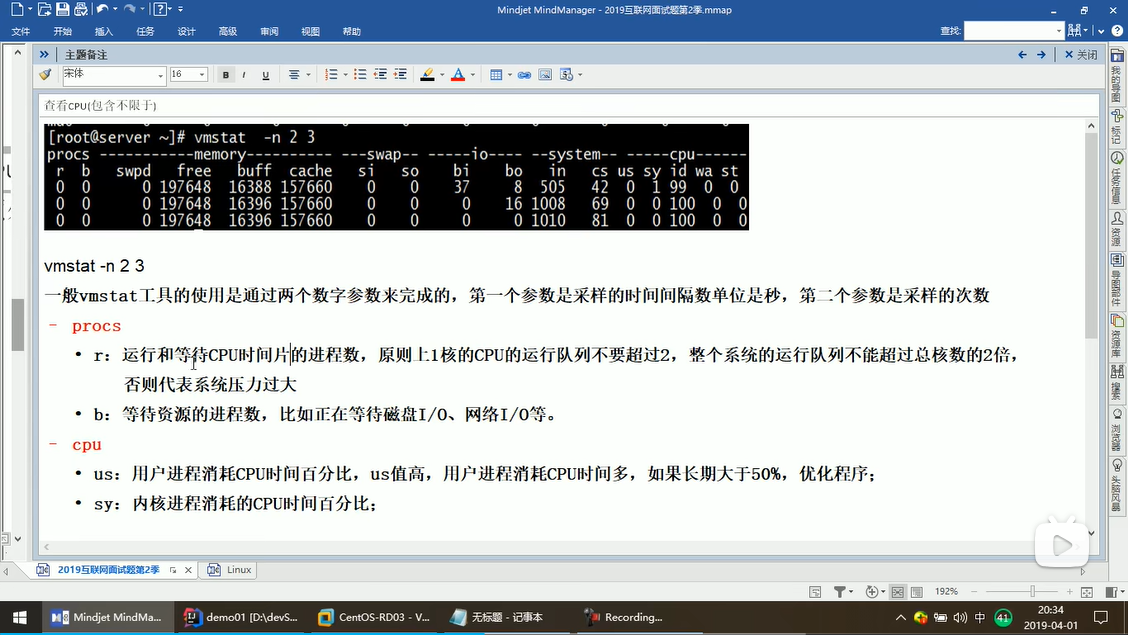 Mindjet MindManager - 2019互联网面试题第2季.mmap
文件 开始 插入 任务 设计 高级 审阅 视图 帮助 查找:
主题备注 关闭
宋体 16 B I U
查看CPU(包含不限于)
[root@server ~]# vmstat -n 2 3
procs -----------memory---------- ---swap-- -----io---- --system-- -----cpu------
r b swpd free buff cache si so bi bo in cs us sy id wa st
0 0 0 197648 16388 157660 0 0 37 8 505 42 0 1 99 0 0
0 0 0 197648 16396 157660 0 0 0 16 1008 69 0 0 100 0 0
0 0 0 197648 16396 157660 0 0 0 0 1010 81 0 0 100 0 0
vmstat -n 2 3
一般vmstat工具的使用是通过两个数字参数来完成的，第一个参数是采样的时间间隔数单位是秒，第二个参数是采样的次数
- procs
• r：运行和等待CPU时间片的进程数，原则上1核的CPU的运行队列不要超过2，整个系统的运行队列不能超过总核数的2倍，
否则代表系统压力过大
• b：等待资源的进程数，比如正在等待磁盘I/O、网络I/O等。
- cpu
• us：用户进程消耗CPU时间百分比，us值高，用户进程消耗CPU时间多，如果长期大于50%，优化程序；
• sy：内核进程消耗的CPU时间百分比；
我的导图
标记
任务信息
资源
导图部件
资源库
搜索
浏览器
头脑风暴
2019互联网面试题第2季 Linux
192%
Mindjet MindMa... demo01 [D:\devS... CentOS-RD03 - V... 无标题 - 记事本 Recording... 中 41 20:34
2019-04-01